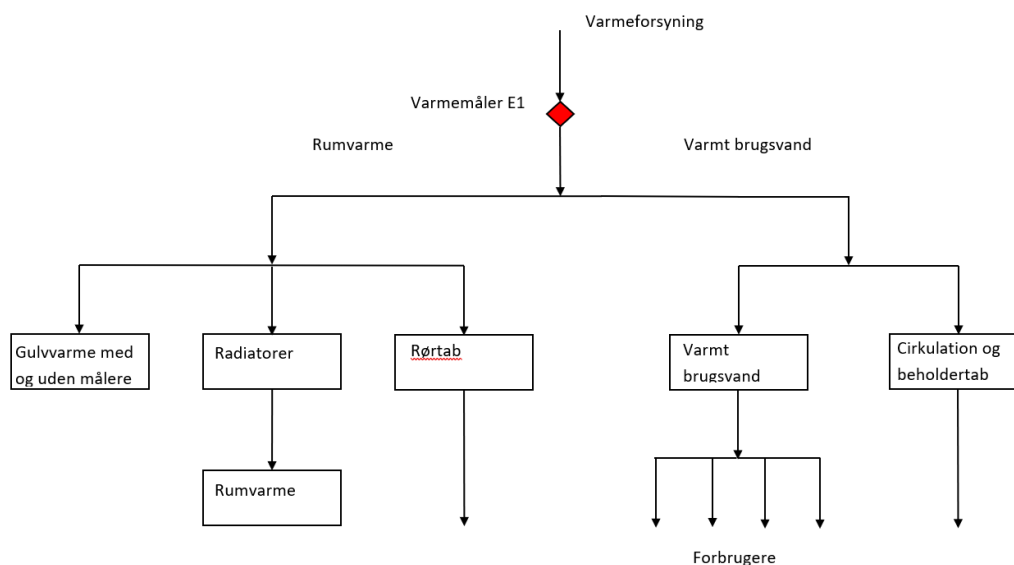 Varmeforsyning
Varmemåler E1
Rumvarme
Varmt brugsvand
Gulvvarme med
og uden målere
Radiatorer
Rørtab
Varmt
brugsvand
Cirkulation og
beholdertab
Rumvarme
Forbrugere